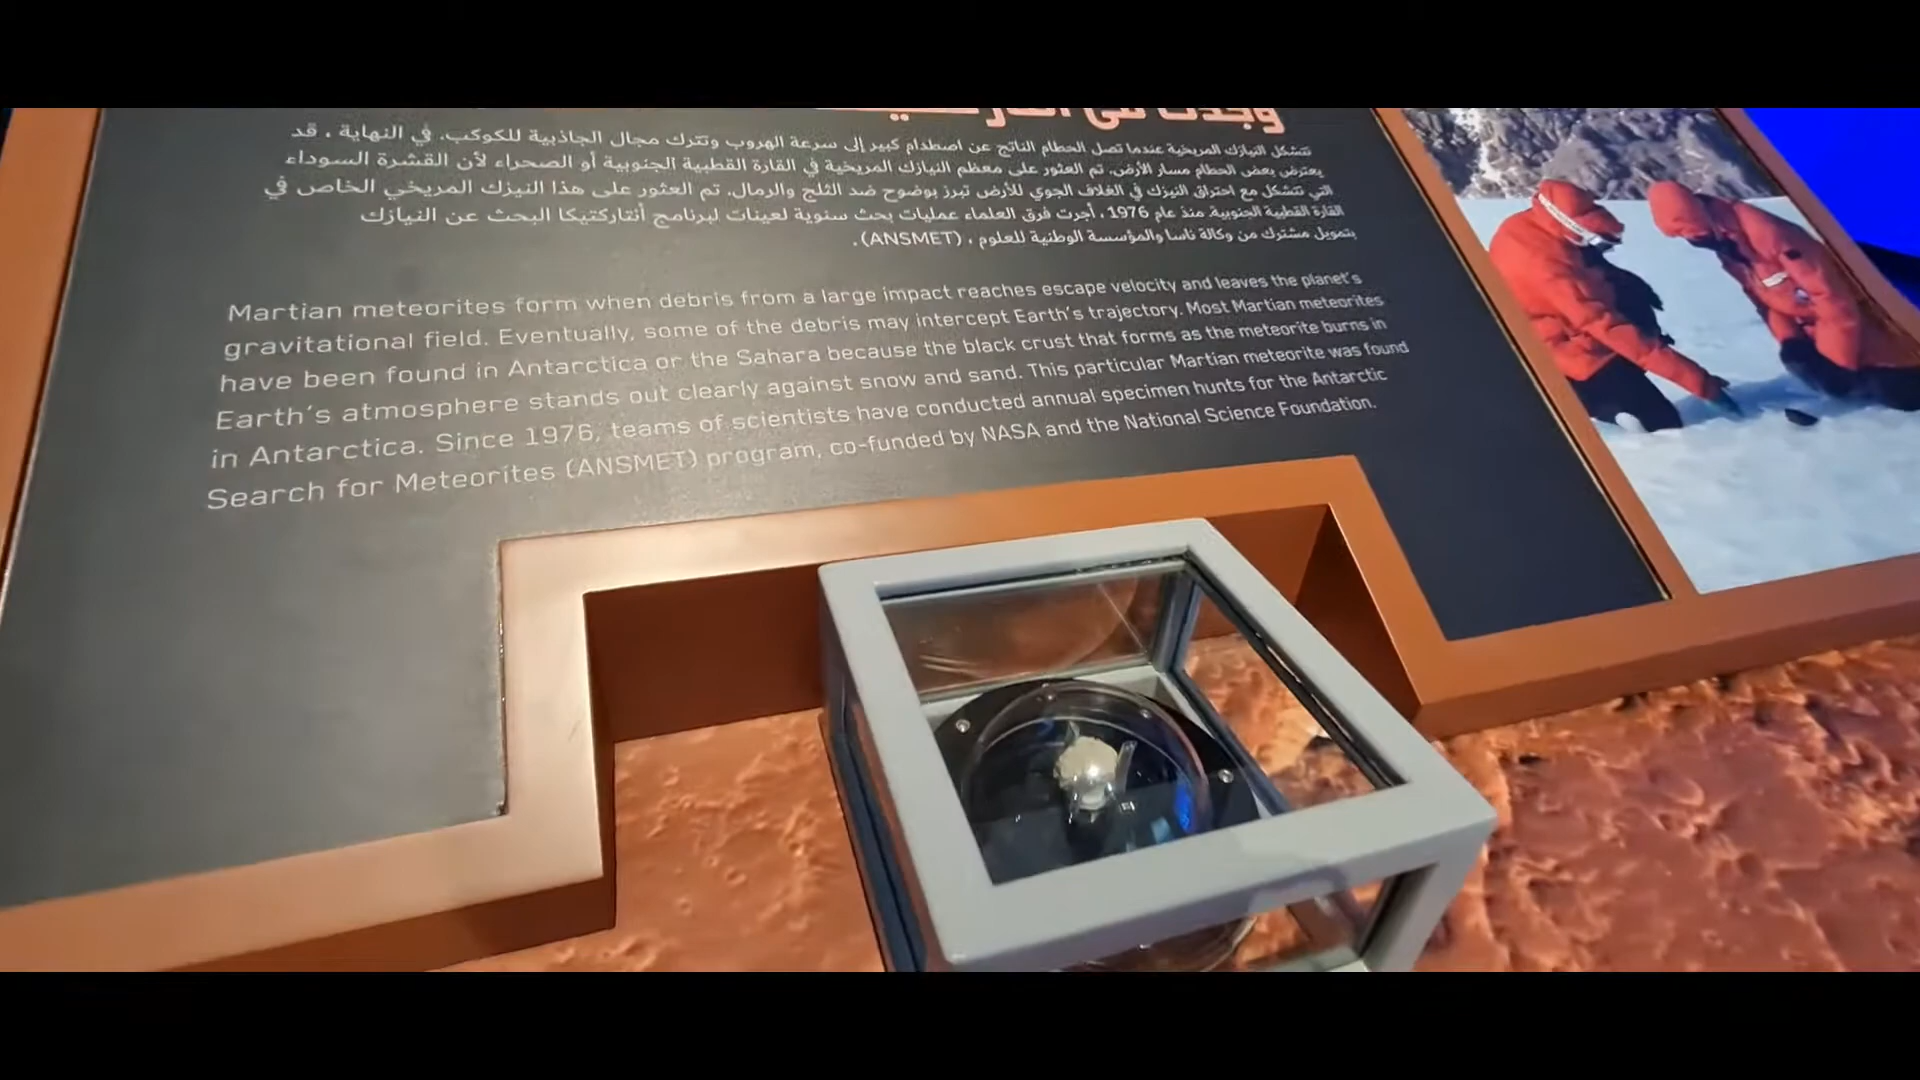 تتشكل النيازك المريخية عندما تصل الحطام الناتج عن اصطدام كبير إلى سرعة الهروب وتترك مجال الجاذبية للكوكب. في النهاية ، قد
يعترض بعض الحطام مسار الأرض. تم العثور على معظم النيازك المريخية في القارة القطبية الجنوبية أو الصحراء لأن القشرة السوداء
التي تتشكل مع احتراق النيزك في الغلاف الجوي للأرض تبرز بوضوح ضد الثلج والرمال. تم العثور على هذا النيزك المريخي الخاص في
القارة القطبية الجنوبية. منذ عام 1976 ، أجرت فرق العلماء عمليات بحث سنوية لعينات لبرنامج أنتاركتيكا البحث عن النيازك
(ANSMET) ، بتمويل مشترك من وكالة ناسا والمؤسسة الوطنية للعلوم.
Martian meteorites form when debris from a large impact reaches escape velocity and leaves the planet's
gravitational field. Eventually, some of the debris may intercept Earth's trajectory. Most Martian meteorites
have been found in Antarctica or the Sahara because the black crust that forms as the meteorite burns in
Earth's atmosphere stands out clearly against snow and sand. This particular Martian meteorite was found
in Antarctica. Since 1976, teams of scientists have conducted annual specimen hunts for the Antarctic
Search for Meteorites (ANSMET) program, co-funded by NASA and the National Science Foundation.